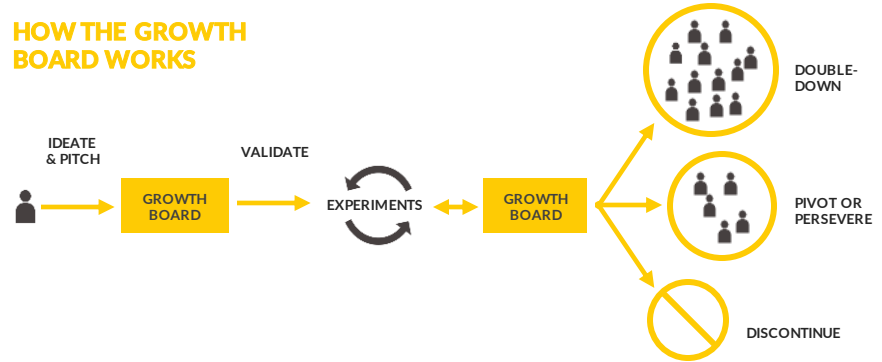 HOW THE GROWTH
BOARD WORKS
IDEATE
& PITCH
GROWTH
BOARD
VALIDATE
EXPERIMENTS
GROWTH
BOARD
DOUBLE-
DOWN
PIVOT OR
PERSEVERE
DISCONTINUE